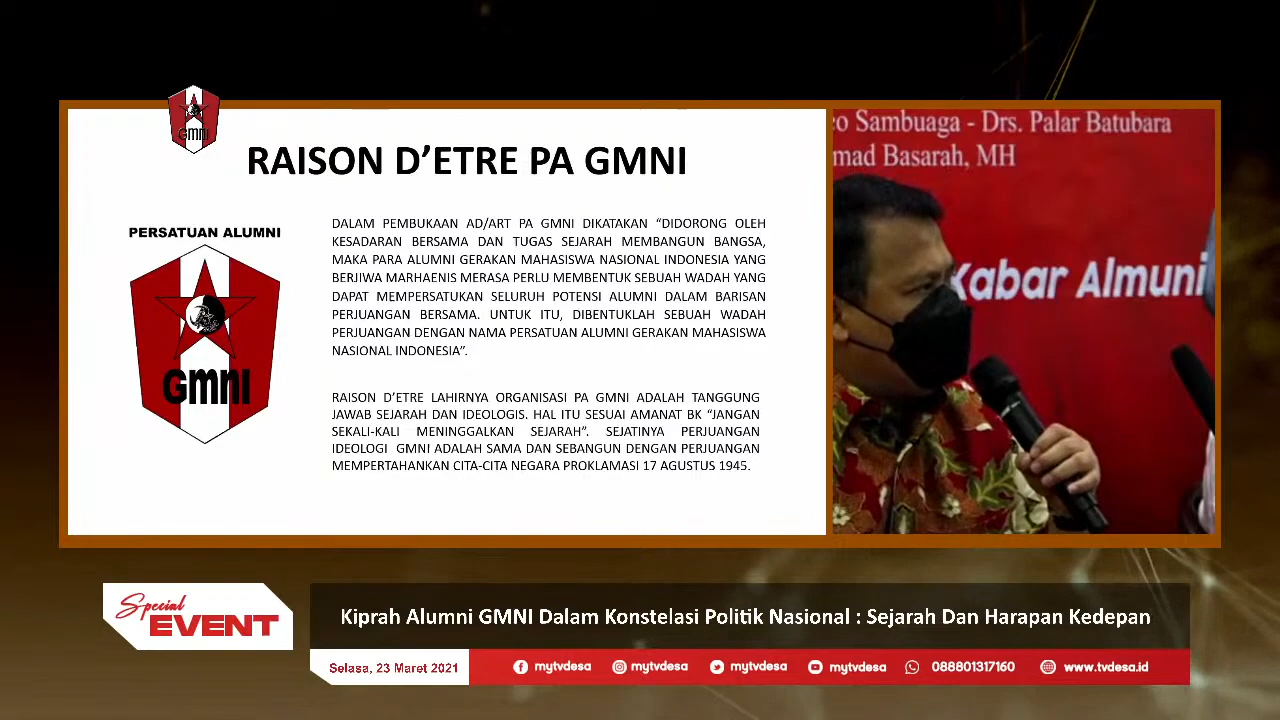 GMNI
RAISON D’ETRE PA GMNI
PERSATUAN ALUMNI
GMNI
DALAM PEMBUKAAN AD/ART PA GMNI DIKATAKAN “DIDORONG OLEH
KESADARAN BERSAMA DAN TUGAS SEJARAH MEMBANGUN BANGSA,
MAKA PARA ALUMNI GERAKAN MAHASISWA NASIONAL INDONESIA YANG
BERJIWA MARHAENIS MERASA PERLU MEMBENTUK SEBUAH WADAH YANG
DAPAT MEMPERSATUKAN SELURUH POTENSI ALUMNI DALAM BARISAN
PERJUANGAN BERSAMA. UNTUK ITU, DIBENTUKLAH SEBUAH WADAH
PERJUANGAN DENGAN NAMA PERSATUAN ALUMNI GERAKAN MAHASISWA
NASIONAL INDONESIA”.
RAISON D’ETRE LAHIRNYA ORGANISASI PA GMNI ADALAH TANGGUNG
JAWAB SEJARAH DAN IDEOLOGIS. HAL ITU SESUAI AMANAT BK “JANGAN
SEKALI-KALI MENINGGALKAN SEJARAH”. SEJATINYA PERJUANGAN
IDEOLOGI GMNI ADALAH SAMA DAN SEBANGUN DENGAN PERJUANGAN
MEMPERTAHANKAN CITA-CITA NEGARA PROKLAMASI 17 AGUSTUS 1945.
eo Sambuaga - Drs. Palar Batubara
mad Basarah, MH
Kabar Almuni
Special
EVENT
Kiprah Alumni GMNI Dalam Konstelasi Politik Nasional : Sejarah Dan Harapan Kedepan
Selasa, 23 Maret 2021
mytvdesa mytvdesa mytvdesa mytvdesa 088801317160 www.tvdesa.id